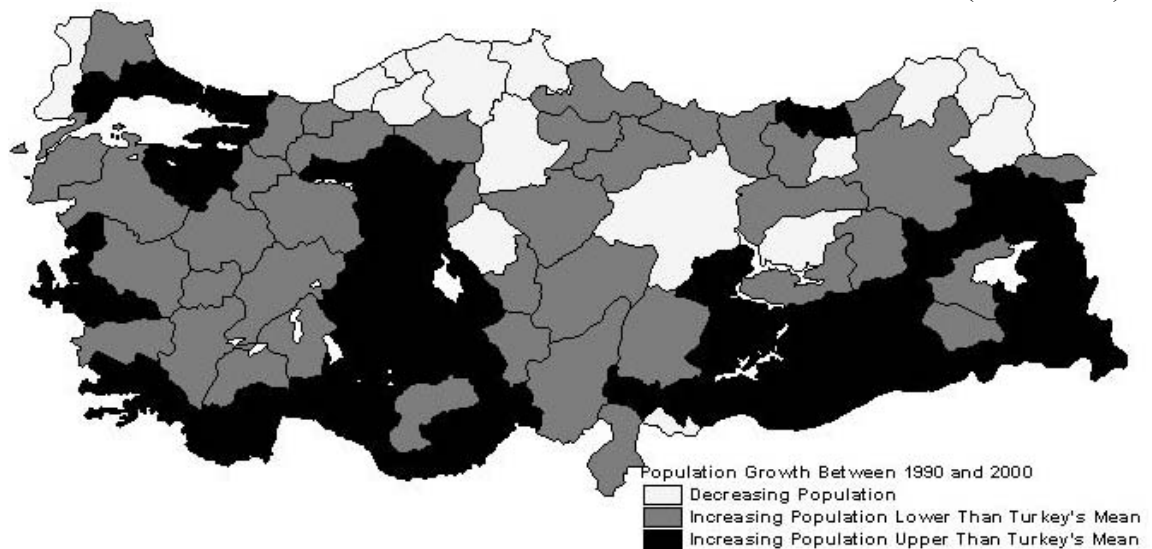 Population Growth Between 1990 and 2000
Decreasing Population
Increasing Population Lower Than Turkey's Mean
Increasing Population Upper Than Turkey's Mean